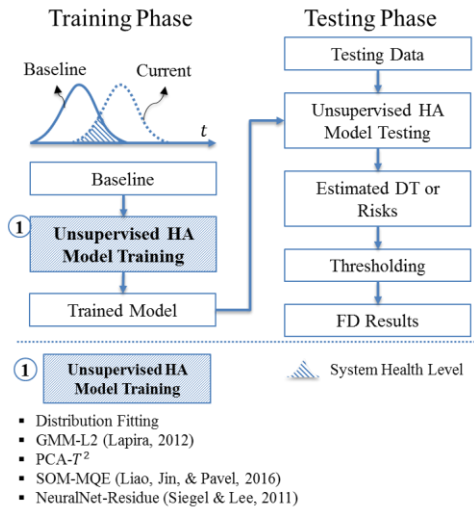 Training Phase
Baseline
Current
t
Baseline
1
Unsupervised HA
Model Training
Trained Model
Testing Phase
Testing Data
Unsupervised HA
Model Testing
Estimated DT or
Risks
Thresholding
FD Results
1
Unsupervised HA
Model Training
System Health Level
▪ Distribution Fitting
▪ GMM-L2 (Lapira, 2012)
▪ PCA-T²
▪ SOM-MQE (Liao, Jin, & Pavel, 2016)
▪ NeuralNet-Residue (Siegel & Lee, 2011)